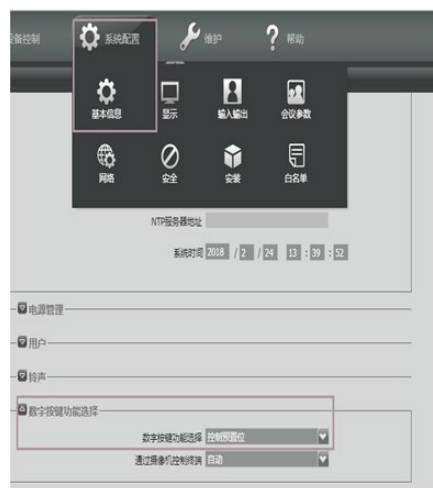 设备控制 系统配置 维护 ? 帮助
基本信息 显示 输入输出 会议参数
网络 安全 安装 白名单
NTP服务器地址
系统时间 2018 / 2 / 24 13 : 39 : 52
电源管理
用户
铃声
数字按键功能选择
数字按键功能选择 控制预置位
通过摄像机控制终端 自动